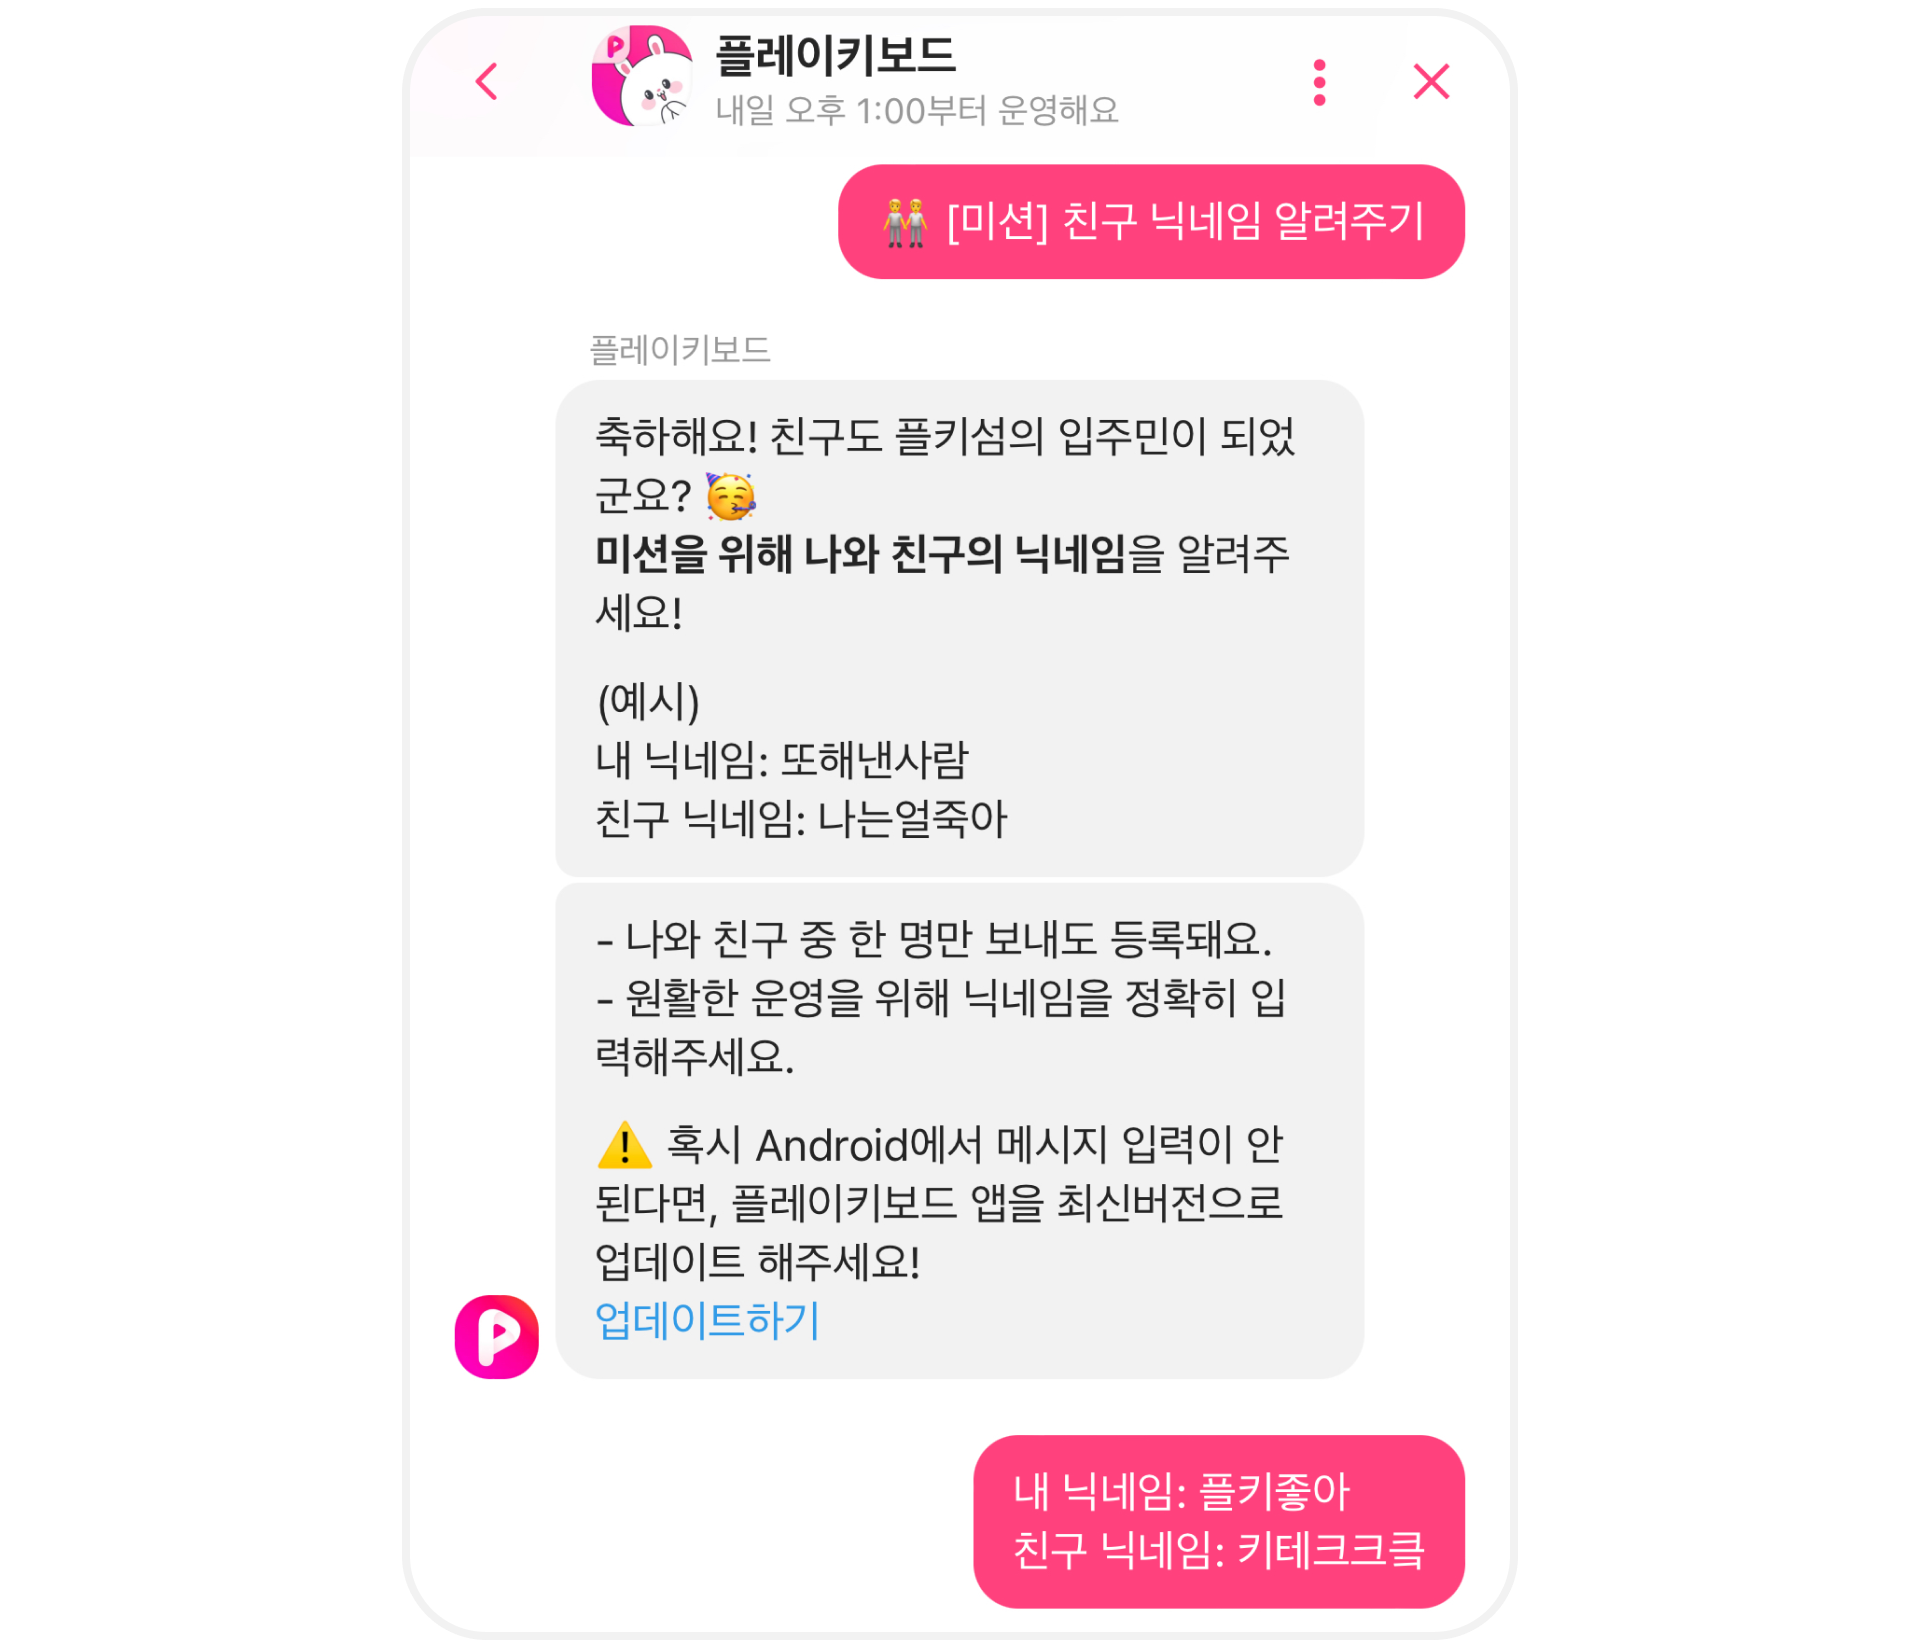 플레이키보드
내일 오후 1:00부터 운영해요
👬 [미션] 친구 닉네임 알려주기
플레이키보드
축하해요! 친구도 플키섬의 입주민이 되었
군요? 🥳
미션을 위해 나와 친구의 닉네임을 알려주
세요!
(예시)
내 닉네임: 또해낸사람
친구 닉네임: 나는얼죽아
- 나와 친구 중 한 명만 보내도 등록돼요.
- 원활한 운영을 위해 닉네임을 정확히 입
력해주세요.
⚠️ 혹시 Android에서 메시지 입력이 안
된다면, 플레이키보드 앱을 최신버전으로
업데이트 해주세요!
업데이트하기
내 닉네임: 플키좋아
친구 닉네임: 키테크크큭